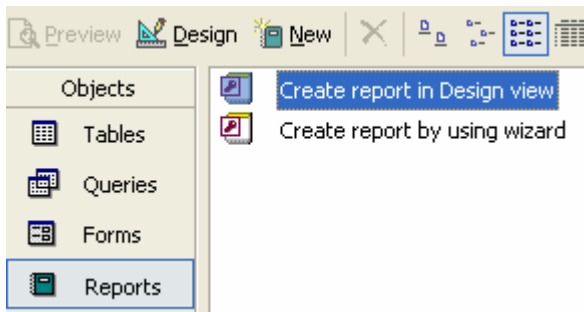 Preview Design New
Objects
Create report in Design view
Tables
Create report by using wizard
Queries
Forms
Reports